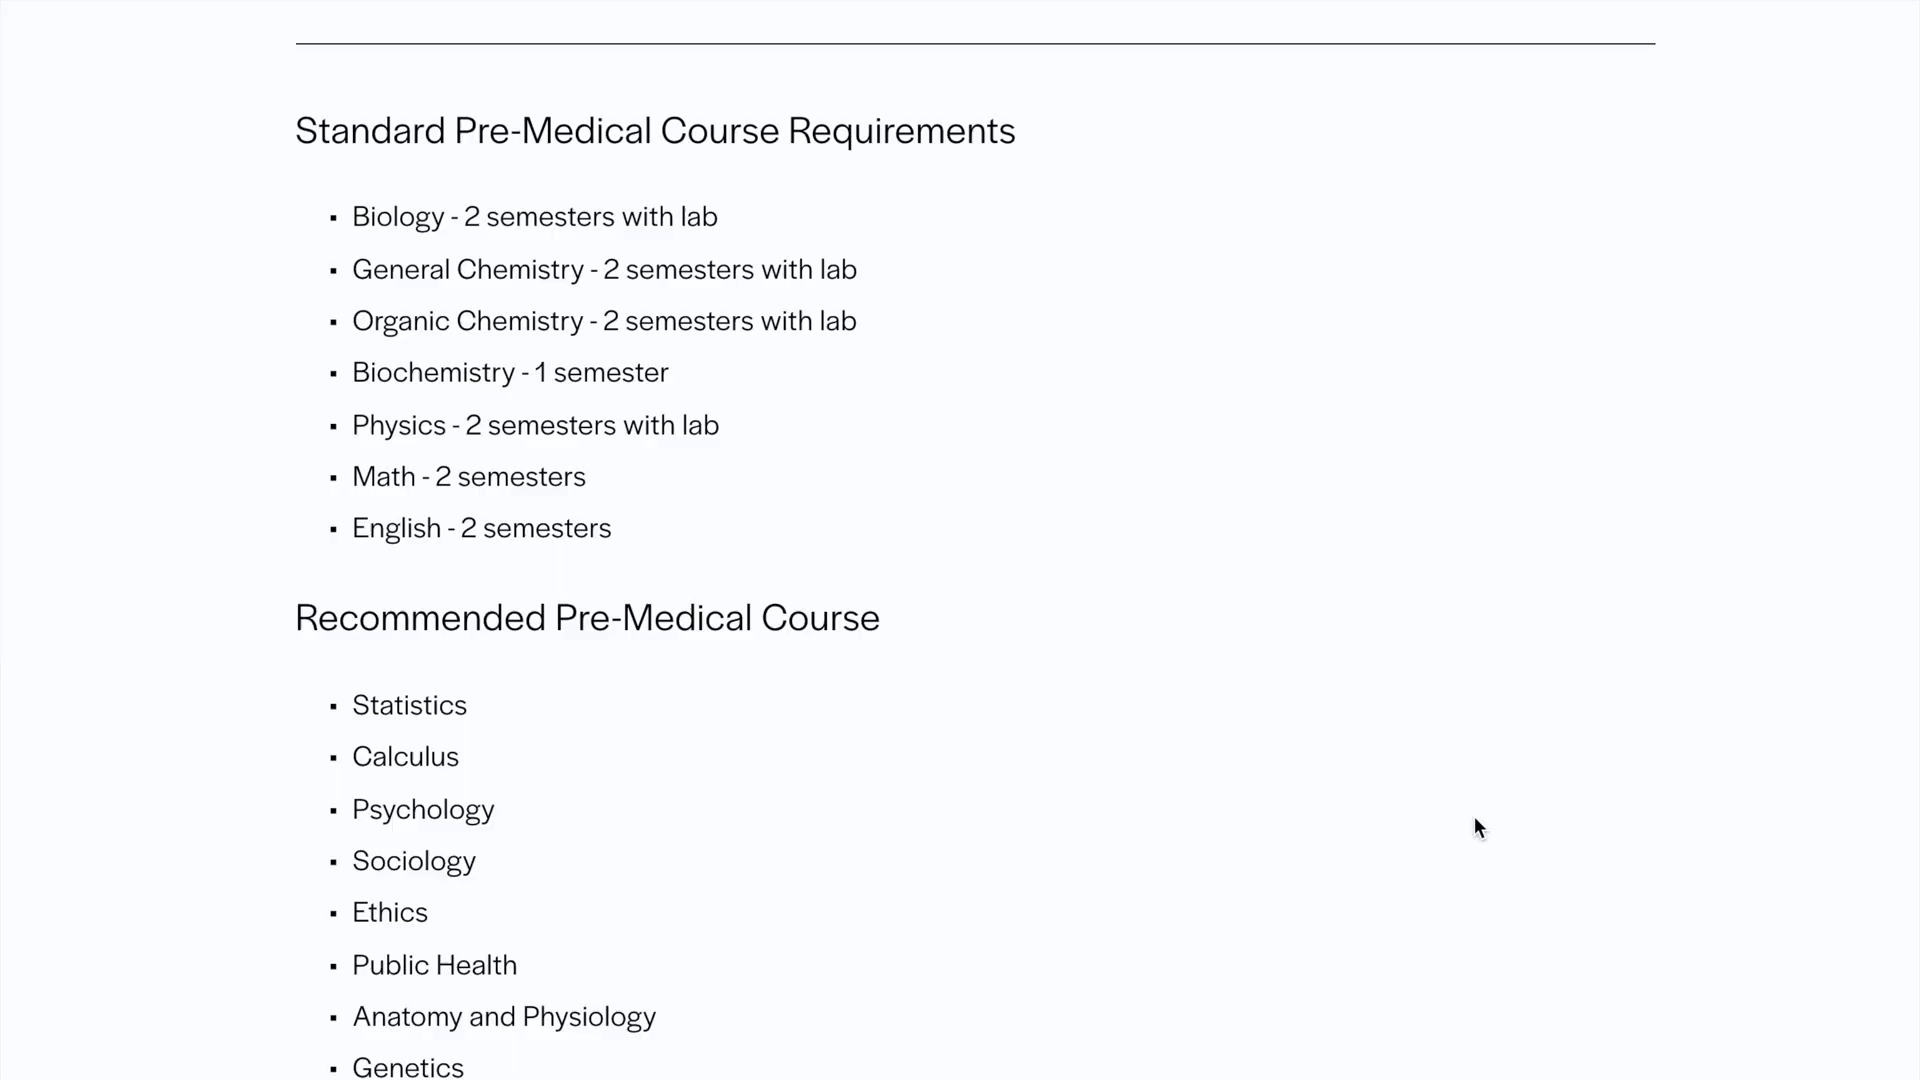 Standard Pre-Medical Course Requirements
▪ Biology - 2 semesters with lab
▪ General Chemistry - 2 semesters with lab
▪ Organic Chemistry - 2 semesters with lab
▪ Biochemistry - 1 semester
▪ Physics - 2 semesters with lab
▪ Math - 2 semesters
▪ English - 2 semesters
Recommended Pre-Medical Course
▪ Statistics
▪ Calculus
▪ Psychology
▪ Sociology
▪ Ethics
▪ Public Health
▪ Anatomy and Physiology
▪ Genetics